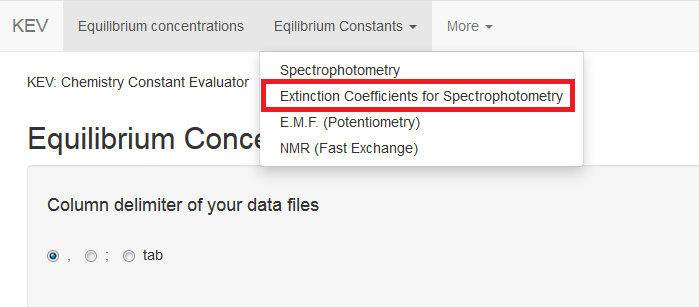 KEV Equilibrium concentrations Eqilibrium Constants More
Spectrophotometry
KEV: Chemistry Constant Evaluator
Extinction Coefficients for Spectrophotometry
E.M.F. (Potentiometry)
Equilibrium Conce
NMR (Fast Exchange)
Column delimiter of your data files
, ; tab